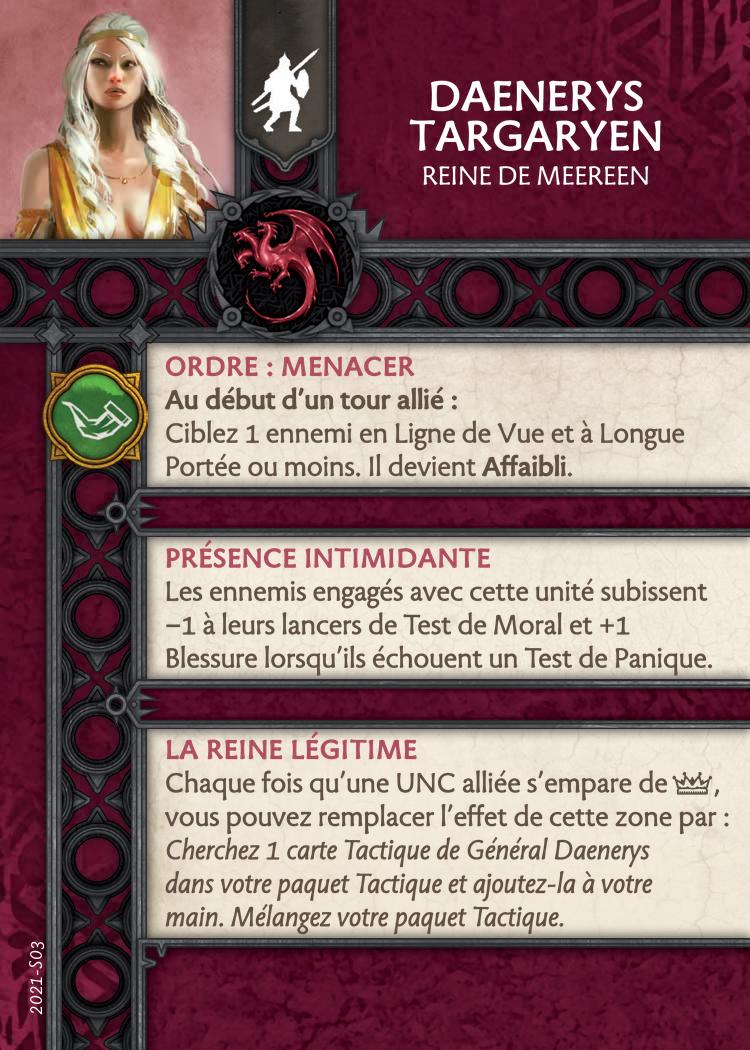 DAENERYS
TARGARYEN
REINE DE MEEREEN
ORDRE : MENACER
Au début d'un tour allié :
Ciblez 1 ennemi en Ligne de Vue et à Longue
Portée ou moins. Il devient Affaibli.
PRÉSENCE INTIMIDANTE
Les ennemis engagés avec cette unité subissent
−1 à leurs lancers de Test de Moral et +1
Blessure lorsqu'ils échouent un Test de Panique.
LA REINE LÉGITIME
Chaque fois qu'une UNC alliée s'empare de ,
vous pouvez remplacer l'effet de cette zone par :
Cherchez 1 carte Tactique de Général Daenerys
dans votre paquet Tactique et ajoutez-la à votre
main. Mélangez votre paquet Tactique.
2021-S03